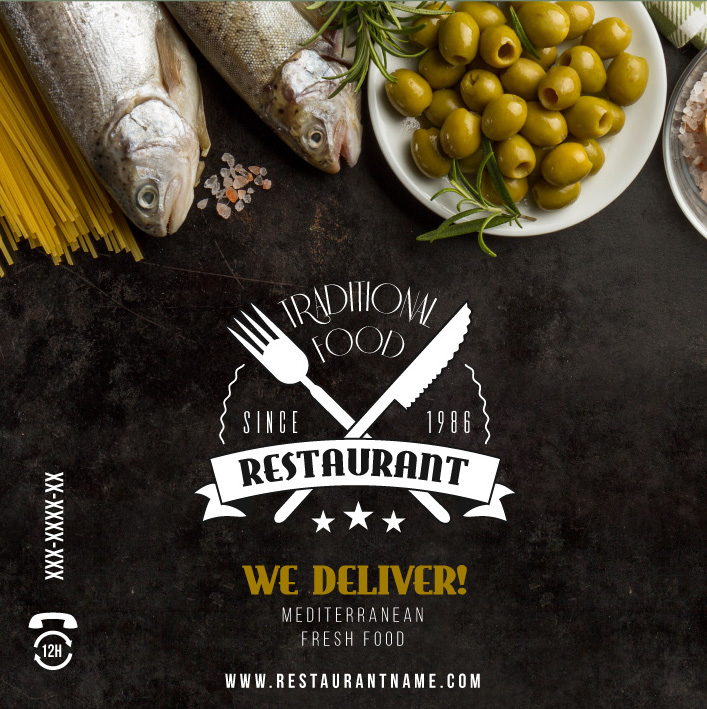 TRADITIONAL
FOOD
SINCE 1986
RESTAURANT
WE DELIVER!
MEDITERRANEAN
FRESH FOOD
WWW.RESTAURANTNAME.COM
XXX-XXXX-XX
12H